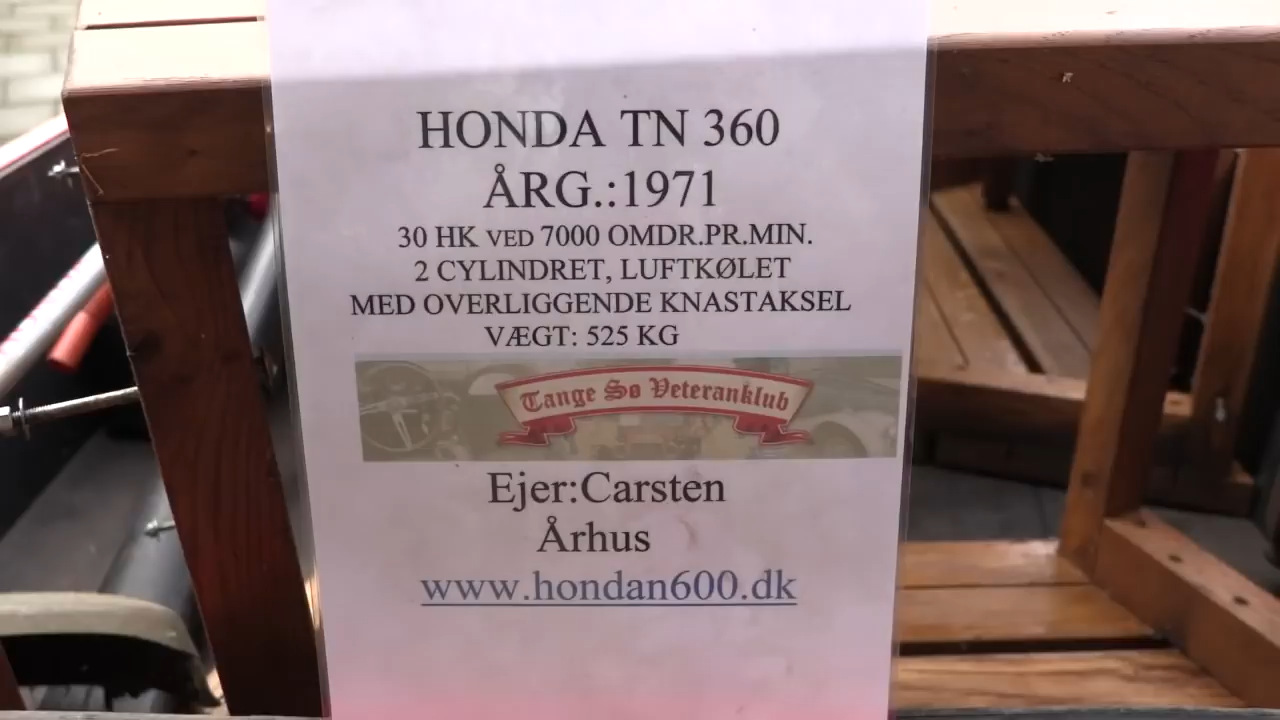 HONDA TN 360
ÅRG.:1971
30 HK VED 7000 OMDR.PR.MIN.
2 CYLINDRET, LUFTKØLET
MED OVERLIGGENDE KNASTAKSEL
VÆGT: 525 KG
Tange Sø Veteranklub
Ejer:Carsten
Århus
www.hondan600.dk